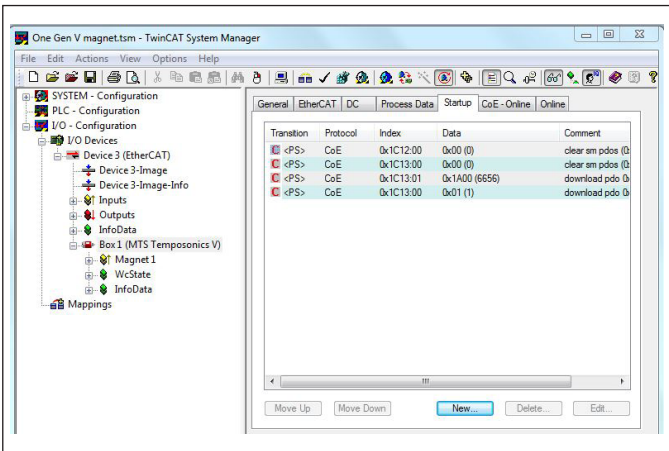 One Gen V magnet.tsm - TwinCAT System Manager
File Edit Actions View Options Help
SYSTEM - Configuration
PLC - Configuration
I/O - Configuration
I/O Devices
Device 3 (EtherCAT)
Device 3-Image
Device 3-Image-Info
Inputs
Outputs
InfoData
Box 1 (MTS Temposonics V)
Magnet 1
WcState
InfoData
Mappings
General EtherCAT DC Process Data Startup CoE - Online Online
Transition Protocol Index Data Comment
C <PS> CoE 0x1C12:00 0x00 (0) clear sm pdos (0x
C <PS> CoE 0x1C13:00 0x00 (0) clear sm pdos (0x
C <PS> CoE 0x1C13:01 0x1A00 (6656) download pdo 0x
C <PS> CoE 0x1C13:00 0x01 (1) download pdo 0x
Move Up Move Down New... Delete... Edit...